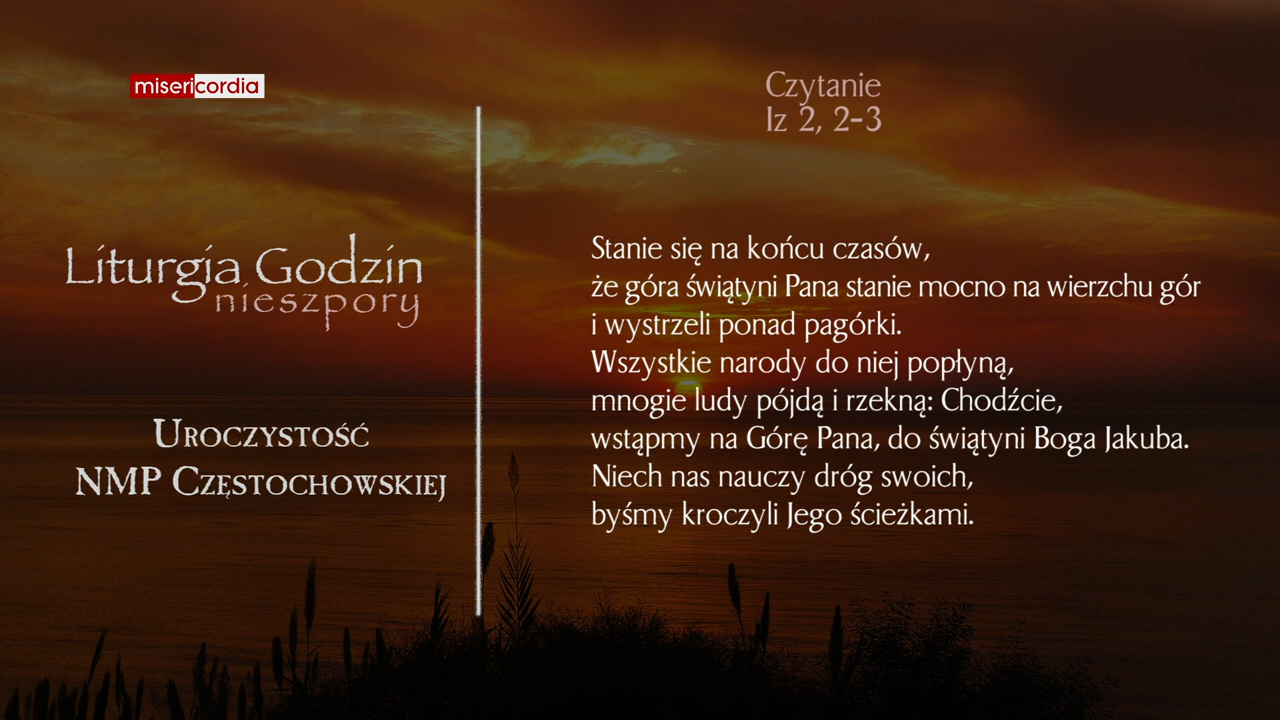 misericordia
Liturgia Godzin
nieszpory
Uroczystość
NMP Częstochowskiej
Czytanie
Iz 2, 2-3
Stanie się na końcu czasów,
że góra świątyni Pana stanie mocno na wierzchu gór
i wystrzeli ponad pagórki.
Wszystkie narody do niej popłyną,
mnogie ludy pójdą i rzekną: Chodźcie,
wstąpmy na Górę Pana, do świątyni Boga Jakuba.
Niech nas nauczy dróg swoich,
byśmy kroczyli Jego ścieżkami.